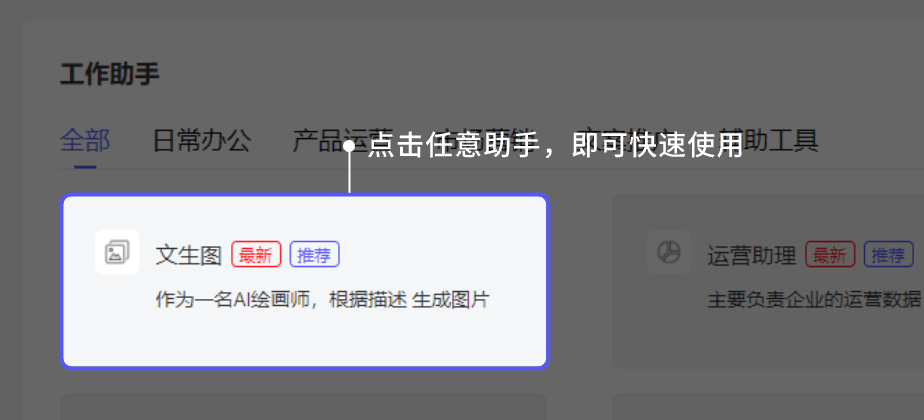 工作助手
全部 日常办公 产品运营 辅助工具
点击任意助手，即可快速使用
文生图 最新 推荐
作为一名AI绘画师，根据描述 生成图片
运营助理 最新 推荐
主要负责企业的运营数据